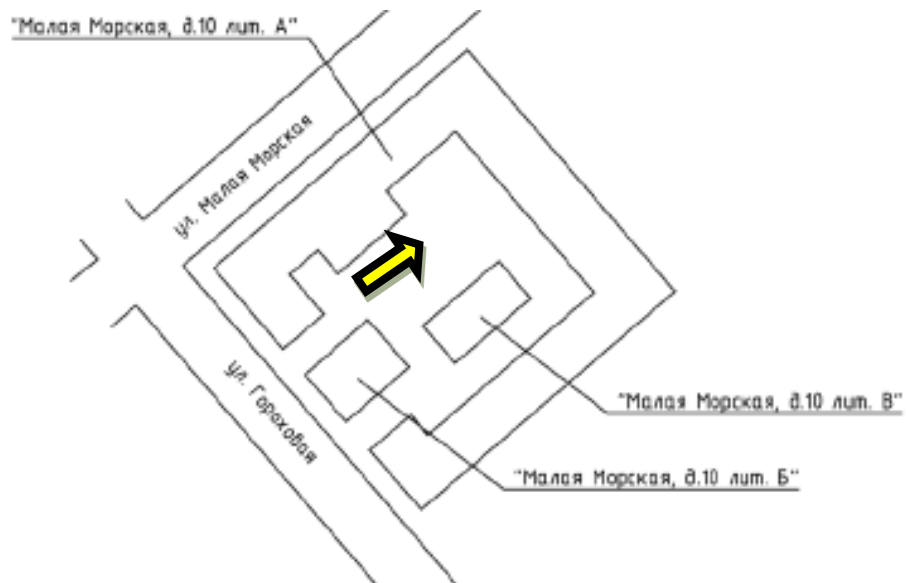 "Малая Морская, д.10 лит. А"
ул. Малая Морская
ул. Гороховая
"Малая Морская, д.10 лит. В"
"Малая Морская, д.10 лит. Б"